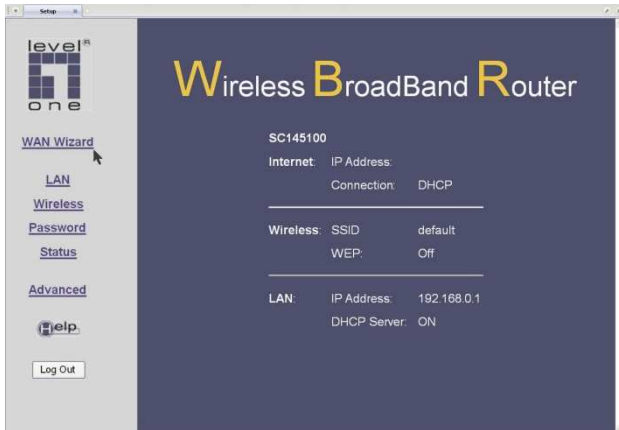 Setup
level®
one
WAN Wizard
LAN
Wireless
Password
Status
Advanced
Help
Log Out
Wireless BroadBand Router
SC145100
Internet: IP Address:
Connection: DHCP
Wireless: SSID default
WEP: Off
LAN: IP Address: 192.168.0.1
DHCP Server: ON